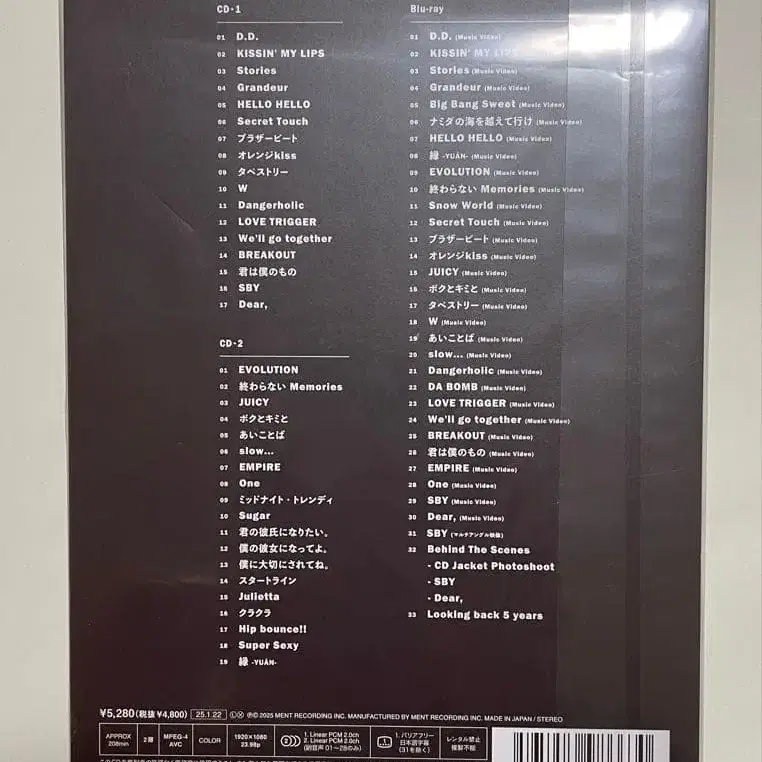 CD-1
01 D.D.
02 KISSIN' MY LIPS
03 Stories
04 Grandeur
05 HELLO HELLO
06 Secret Touch
07 ブラザービート
08 オレンジkiss
09 タペストリー
10 W
11 Dangerholic
12 LOVE TRIGGER
13 We'll go together
14 BREAKOUT
15 君は僕のもの
16 SBY
17 Dear,
CD-2
01 EVOLUTION
02 終わらない Memories
03 JUICY
04 ボクとキミと
05 あいことば
06 slow...
07 EMPIRE
08 One
09 ミッドナイト・トレンディ
10 Sugar
11 君の彼氏になりたい。
12 僕の彼女になってよ。
13 僕に大切にされてね。
14 スタートライン
15 Julietta
16 クラクラ
17 Hip bounce!!
18 Super Sexy
19 縁 -YUÁN-
Blu-ray
01 D.D. (Music Video)
02 KISSIN' MY LIPS
03 Stories (Music Video)
04 Grandeur (Music Video)
05 Big Bang Sweet (Music Video)
06 ナミダの海を越えて行け (Music Video)
07 HELLO HELLO (Music Video)
08 縁 -YUÁN- (Music Video)
09 EVOLUTION (Music Video)
10 終わらない Memories (Music Video)
11 Snow World (Music Video)
12 Secret Touch (Music Video)
13 ブラザービート (Music Video)
14 オレンジkiss (Music Video)
15 JUICY (Music Video)
16 ボクとキミと (Music Video)
17 タペストリー (Music Video)
18 W (Music Video)
19 あいことば (Music Video)
20 slow... (Music Video)
21 Dangerholic (Music Video)
22 DA BOMB (Music Video)
23 LOVE TRIGGER (Music Video)
24 We'll go together (Music Video)
25 BREAKOUT (Music Video)
26 君は僕のもの (Music Video)
27 EMPIRE (Music Video)
28 One (Music Video)
29 SBY (Music Video)
30 Dear, (Music Video)
31 SBY (マルチアングル映像)
32 Behind The Scenes
- CD Jacket Photoshoot
- SBY
- Dear,
33 Looking back 5 years
¥5,280(税抜 ¥4,800) 25.1.22 ⓁⓍ ℗© 2025 MENT RECORDING INC. MANUFACTURED BY MENT RECORDING INC. MADE IN JAPAN / STEREO
APPROX 208min
2層
MPEG-4 AVC
COLOR
1920×1080 23.98p
1. Linear PCM 2.0ch
2. Linear PCM 2.0ch
(副音声 01~28のみ)
1. バリアフリー
日本語字幕
(31を除く)
レンタル禁止
複製不能